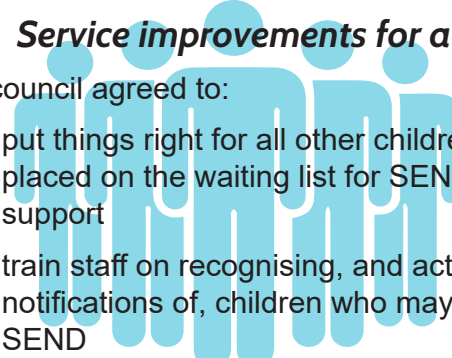 Service improvements for a
council agreed to:
put things right for all other childre
placed on the waiting list for SEN
support
train staff on recognising, and act
notifications of, children who may
SEND